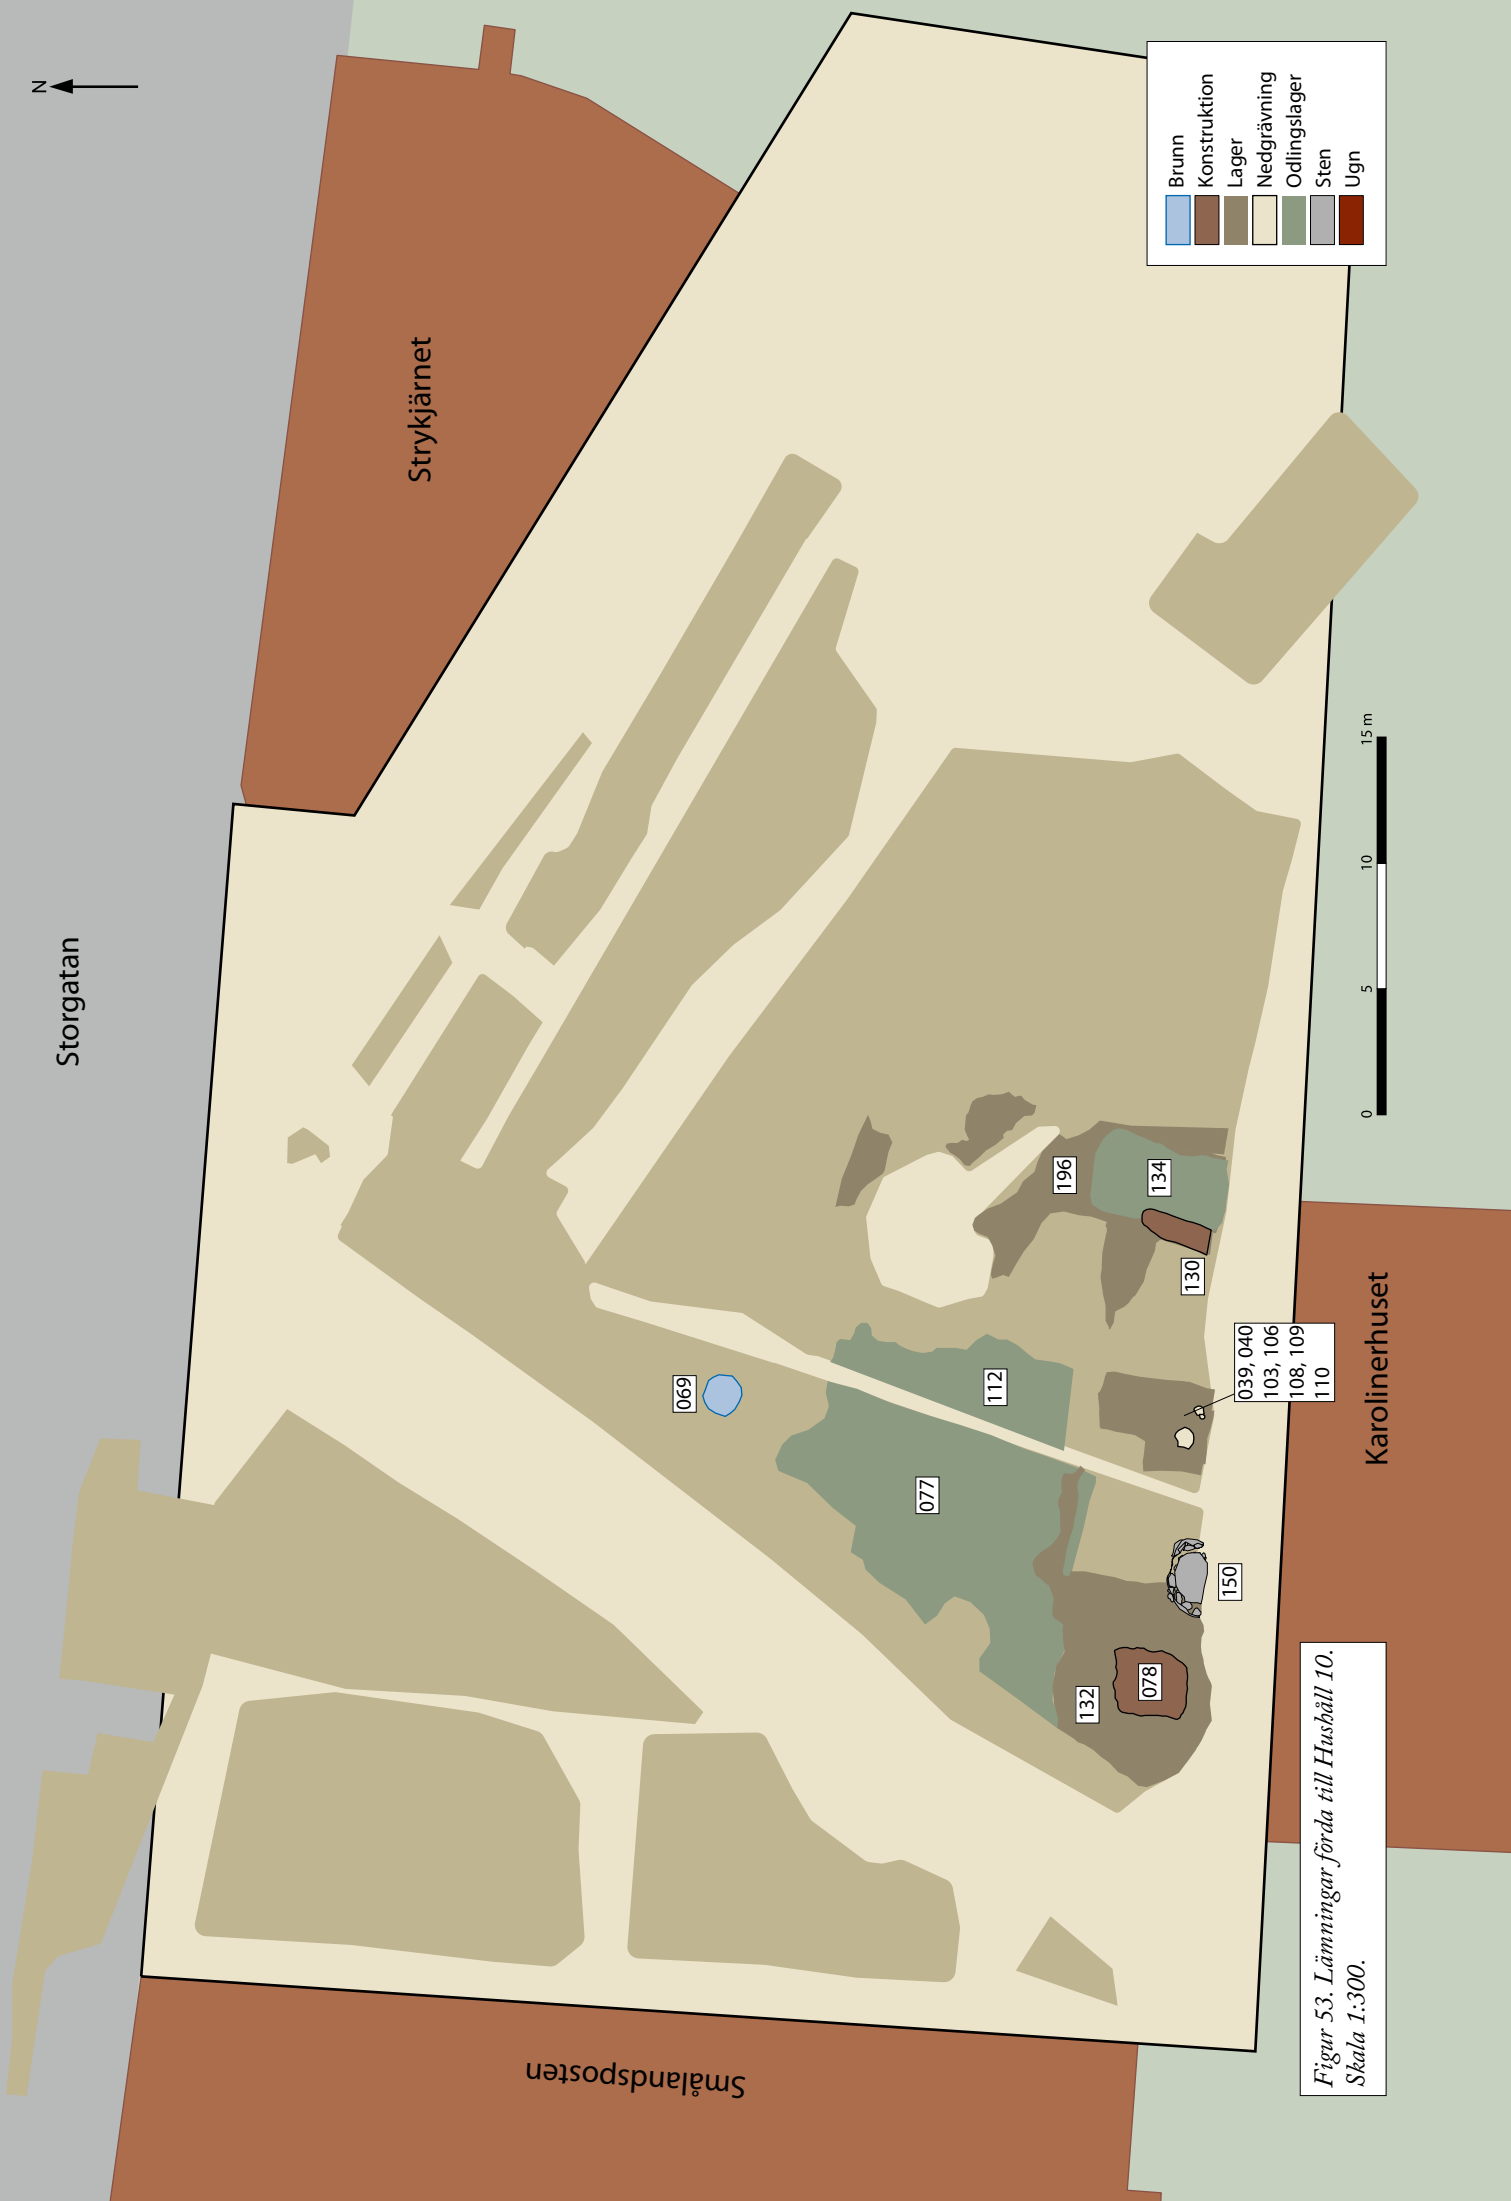 N
Storgatan
Strykjärnet
Smålandsposten
Karolinerhuset
069
077
112
196
134
130
039, 040
103, 106
108, 109
110
150
132
078
0
5
10
15 m
Brunn
Konstruktion
Lager
Nedgrävning
Odlingslager
Sten
Ugn
Figur 53. Lämningar förda till Hushåll 10.
Skala 1:300.